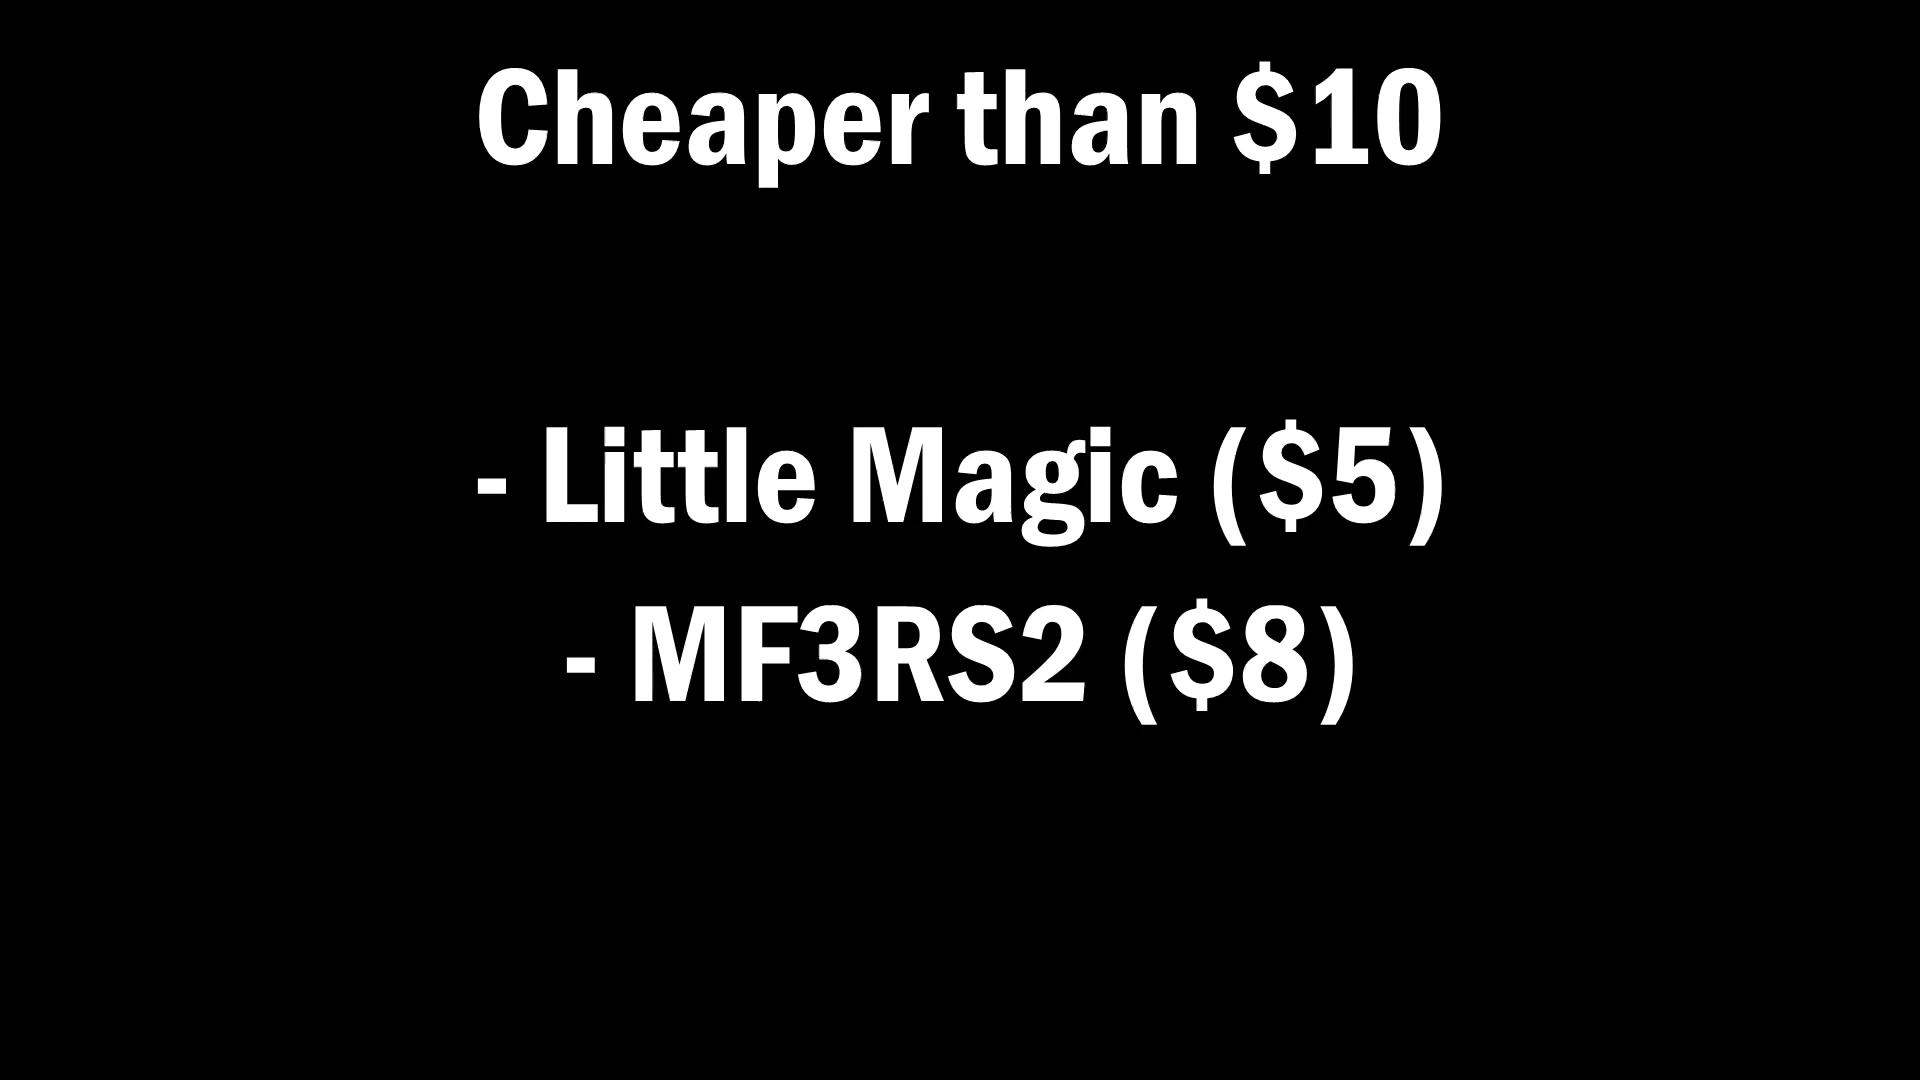 Cheaper than $10
- Little Magic ($5)
- MF3RS2 ($8)